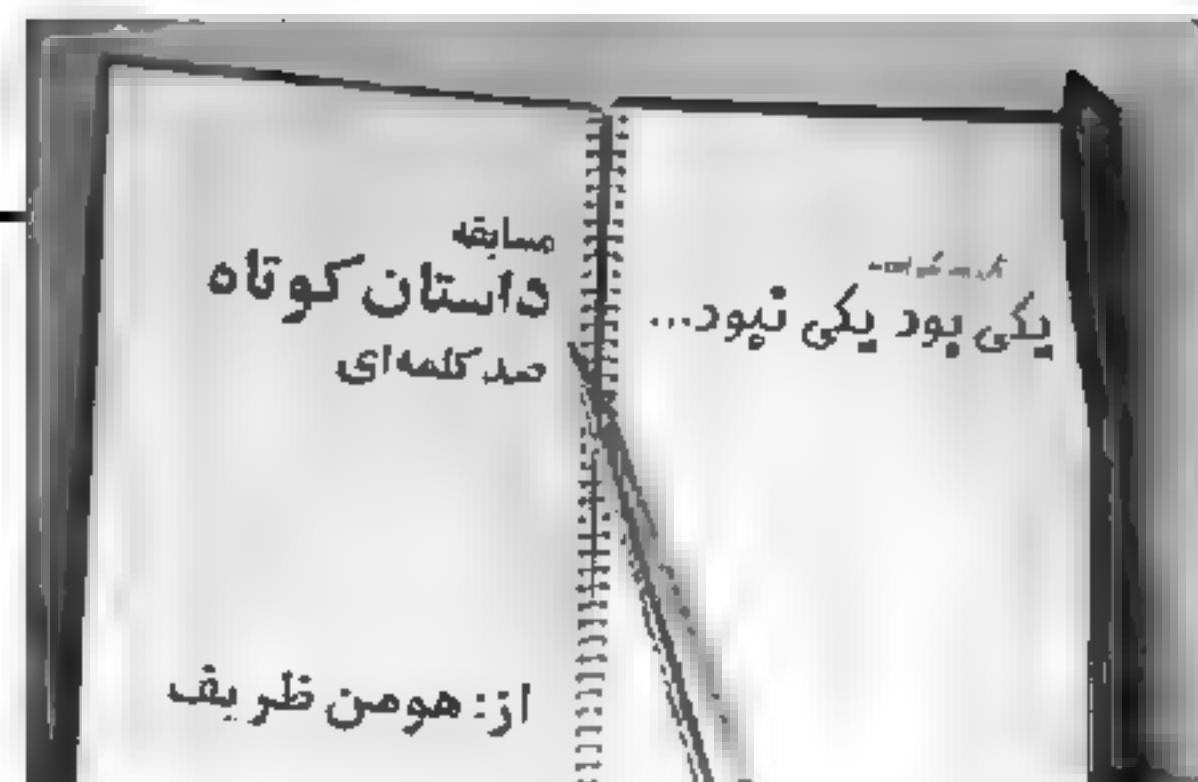 یکی بود یکی نبود...
مسابقه
داستان کوتاه
صد کلمه‌ای
از: هومن ظریف